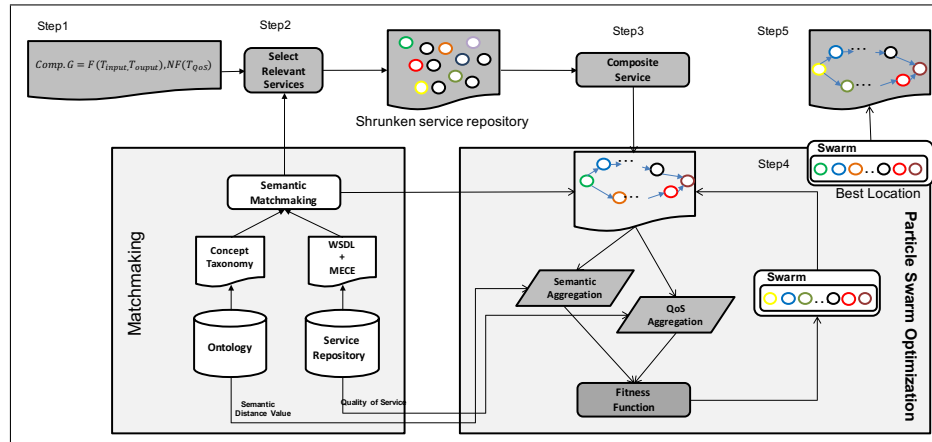 Step1
Step2
Step3
Step5
Comp. G = F(T_input,T_ouput),NF(T_QoS)
Select
Relevant
Services
Composite
Service
Shrunken service repository
Swarm
Best Location
Step4
Semantic
Matchmaking
Matchmaking
Concept
Taxonomy
WSDL
+
MECE
Ontology
Service
Repository
Semantic
Distance Value
Quality of Service
Semantic
Aggregation
QoS
Aggregation
Fitness
Function
Swarm
Particle Swarm Optimization